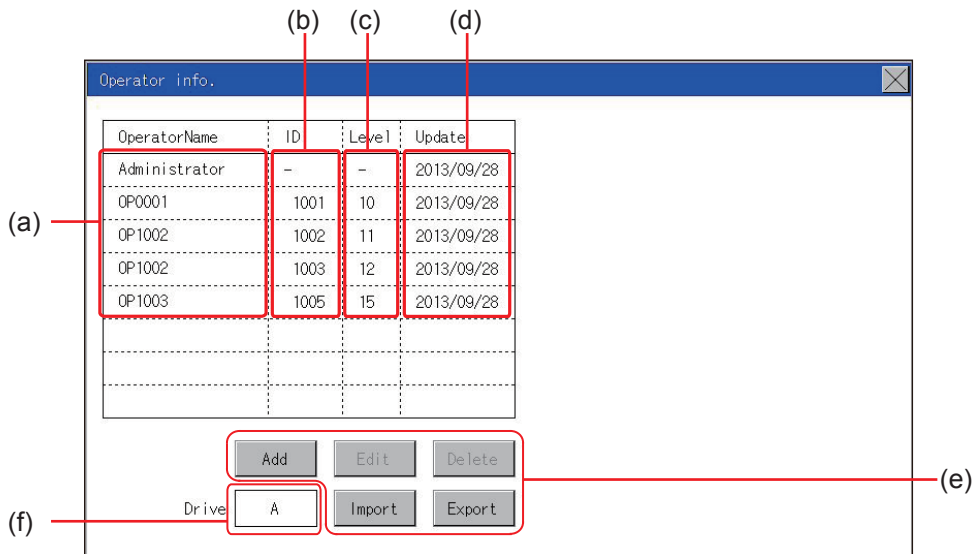 (b) (c) (d)
Operator info.
OperatorName ID Level Update
Administrator - - 2013/09/28
OP0001 1001 10 2013/09/28
(a)
OP1002 1002 11 2013/09/28
OP1002 1003 12 2013/09/28
OP1003 1005 15 2013/09/28
Add Edit Delete
(e)
Drive A Import Export
(f)